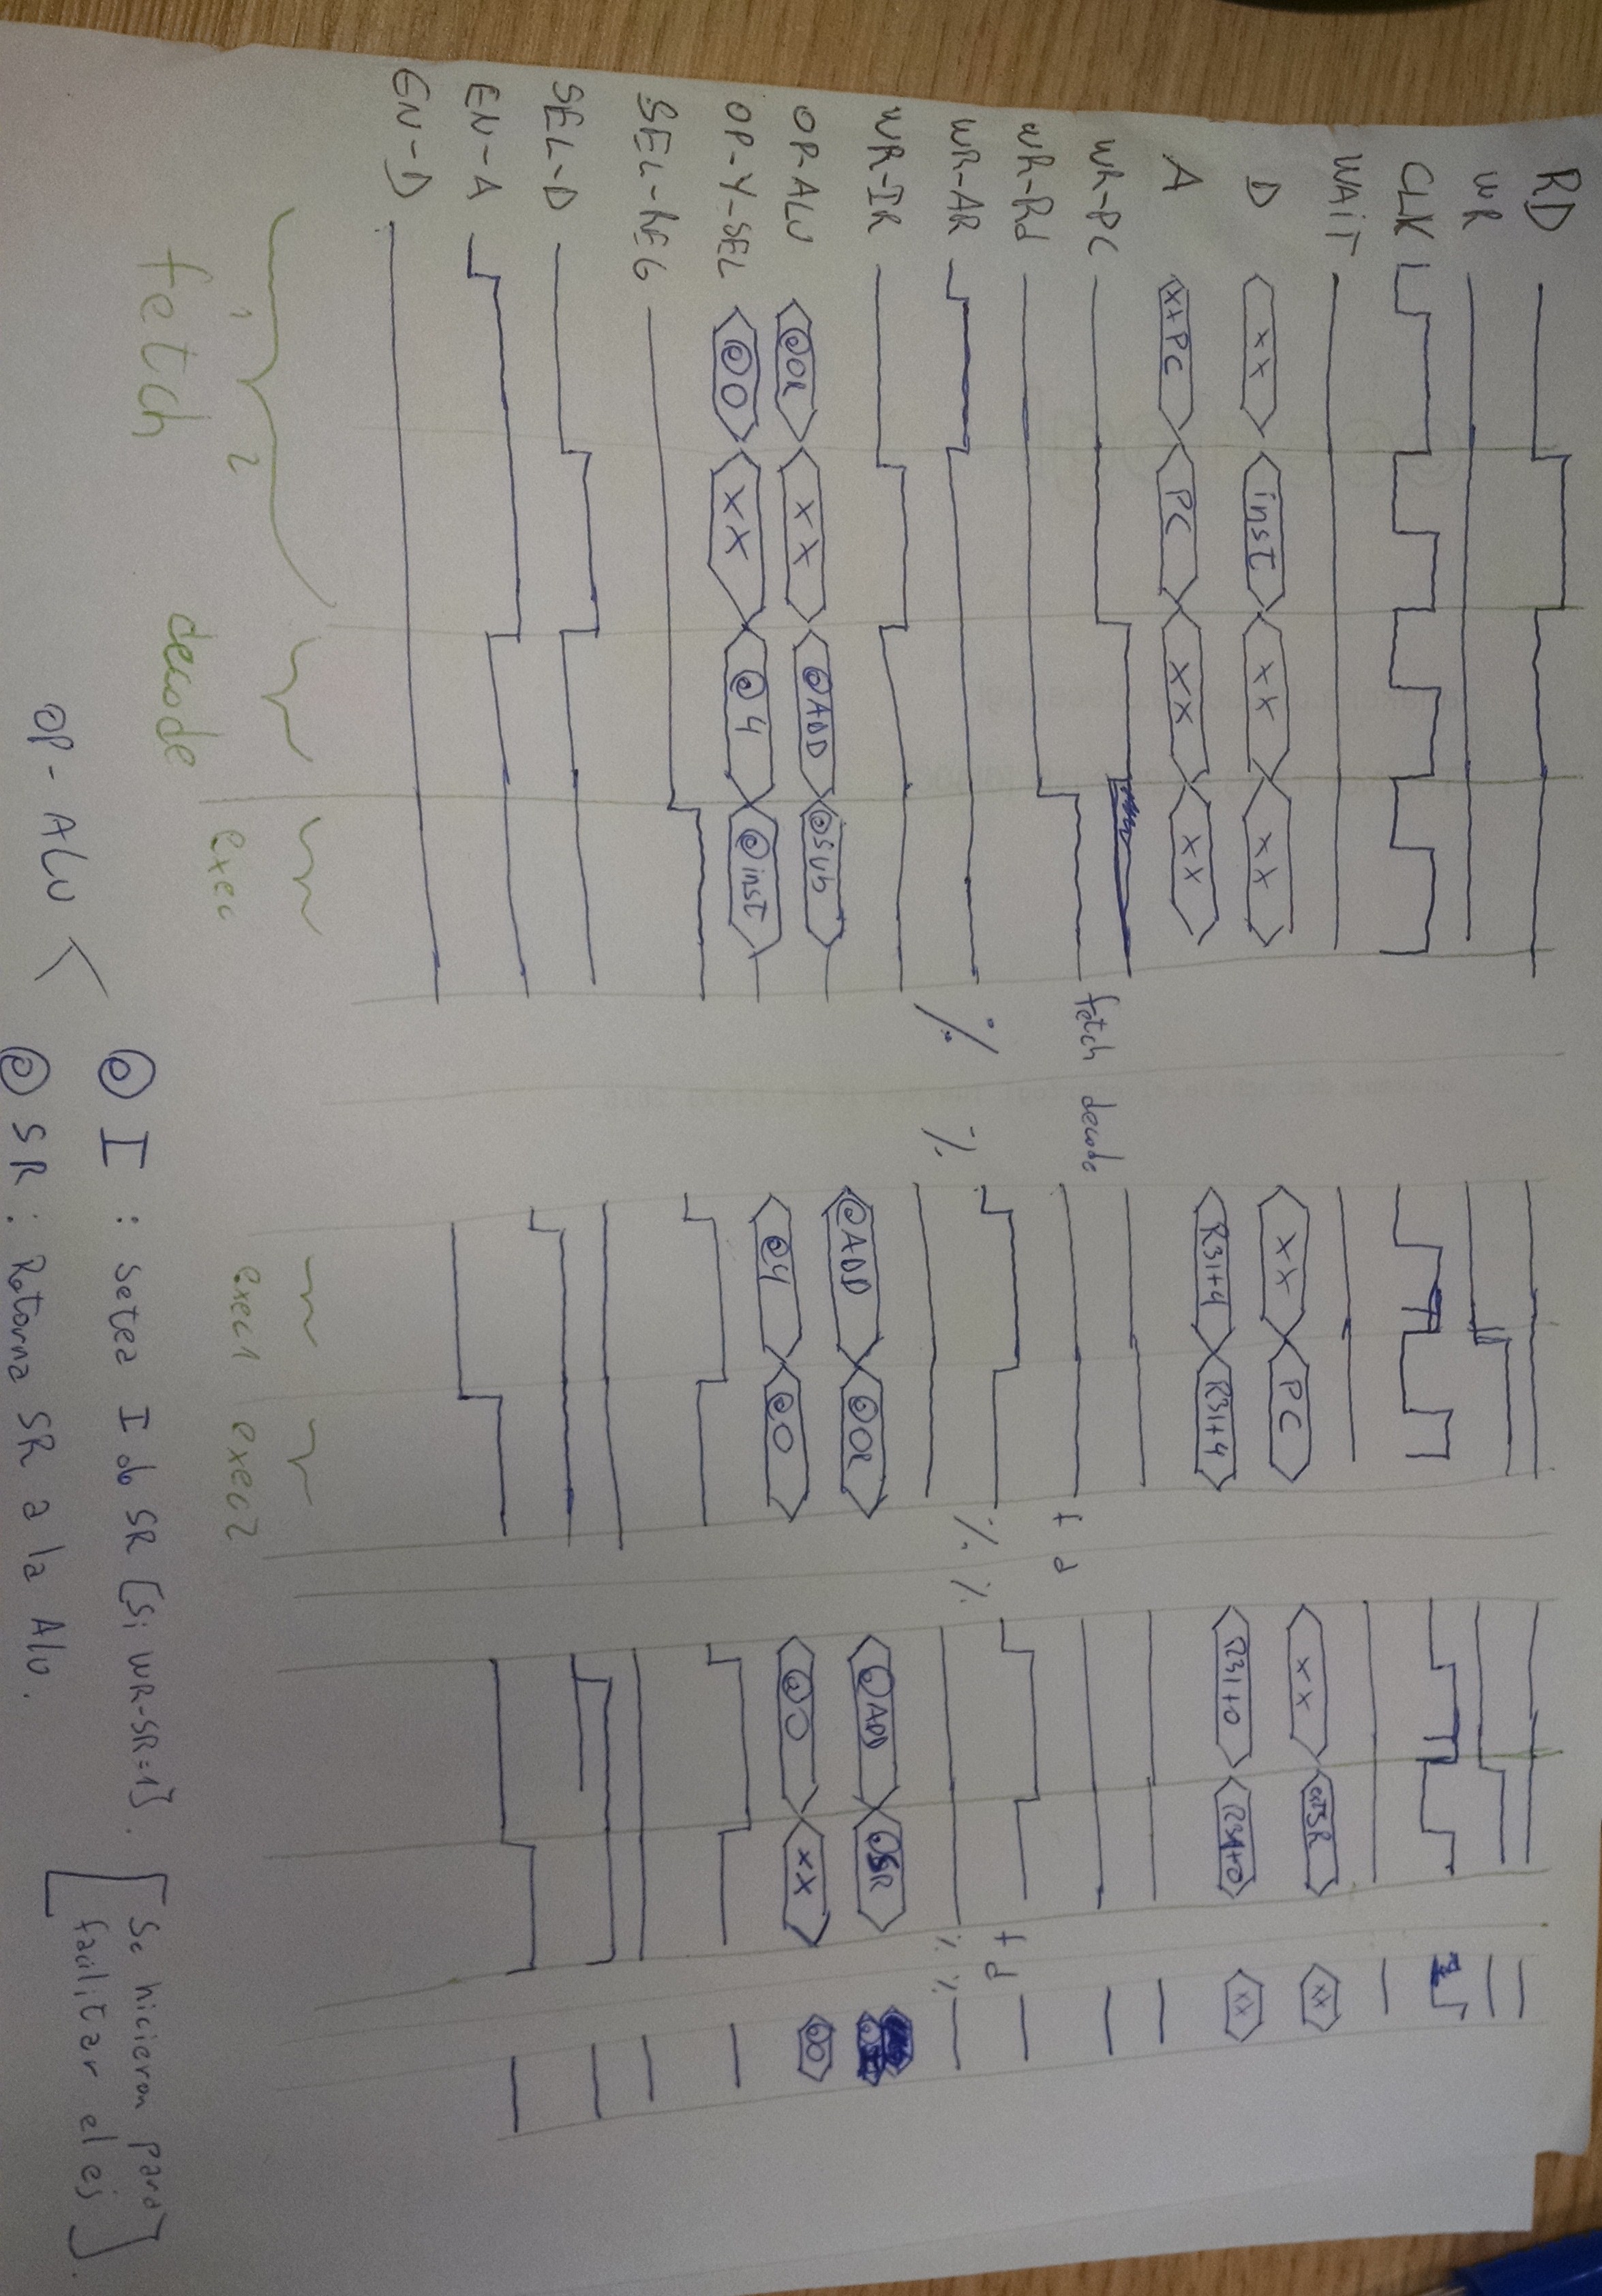 RD
WR
CLK
WAIT
D xx inst xx xx xx PC xx xx
A xx PC PC xx xx R31+4 R31+4 R31+0 R31+0 xx
WR-PC
fetch decode
WR-Rd f d
WR-AR % % % % f d
WR-IR % %
OP-ALU @OR xx @ADD @SUb @ADD @OR @ADD @SR
OP-Y-SEL @0 xx @4 @inst @4 @0 @0 xx @0
SEL-REG
SEL-D
EN-A
EN-D
1 2 exec exec1 exec2
fetch decode
@ I : Setea I SR [Si WR-SR=1]. [Se hicieron para
facilitar el ej].
OP-ALU <
@ SR : Retorna SR a la Alu.